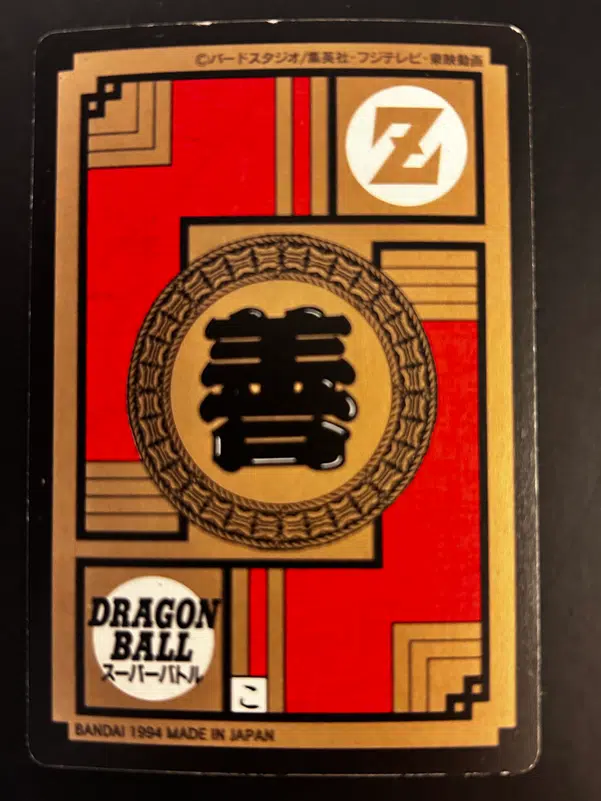 ©バードスタジオ/集英社・フジテレビ・東映動画
Z
善
DRAGON
BALL
スーパーバトル
こ
BANDAI 1994 MADE IN JAPAN